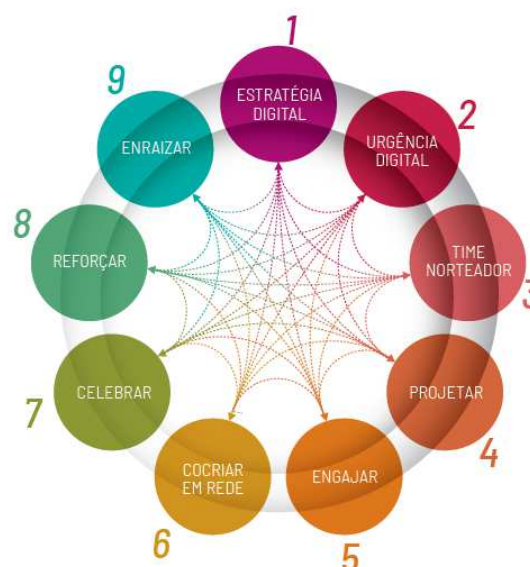 1
ESTRATÉGIA
DIGITAL
2
URGÊNCIA
DIGITAL
3
TIME
NORTEADOR
4
PROJETAR
5
ENGAJAR
6
COCRIAR
EM REDE
7
CELEBRAR
8
REFORÇAR
9
ENRAIZAR